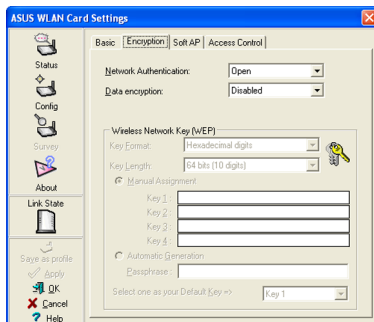 ASUS WLAN Card Settings
Status
Config
Survey
About
Link State
Save as profile
Apply
OK
Cancel
Help
Basic Encryption Soft AP Access Control
Network Authentication: Open
Data encryption: Disabled
Wireless Network Key (WEP)
Key Format: Hexadecimal digits
Key Length: 64 bits (10 digits)
Manual Assignment
Key 1 :
Key 2 :
Key 3 :
Key 4 :
Automatic Generation
Passphrase :
Select one as your Default Key => Key 1